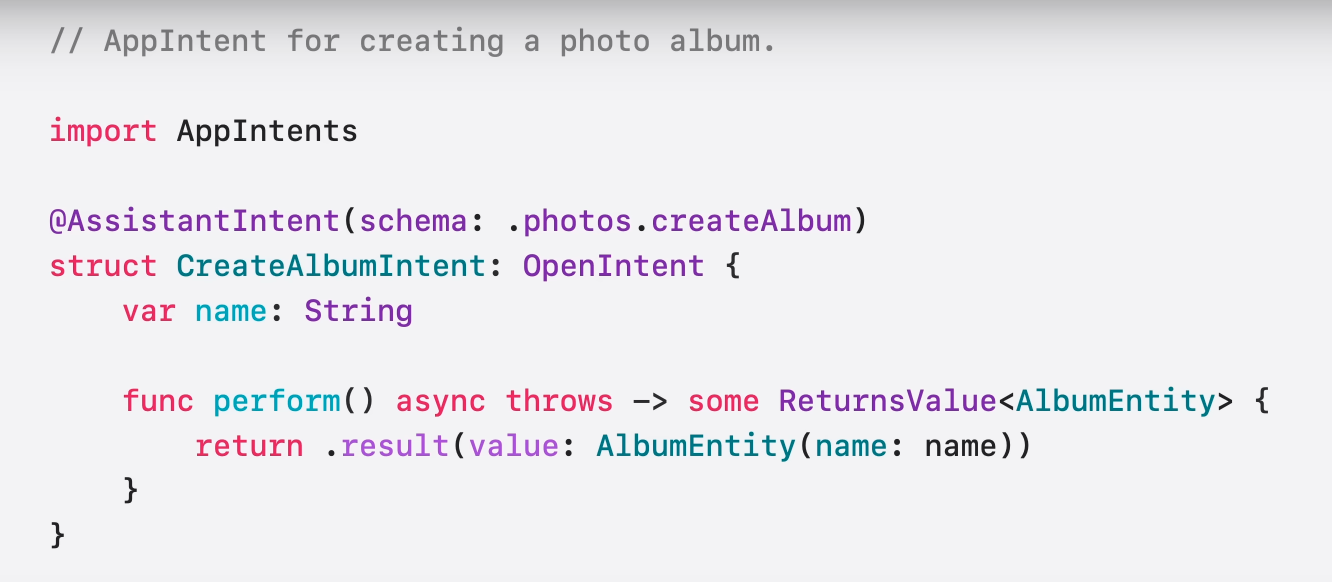 // AppIntent for creating a photo album.
import AppIntents
@AssistantIntent(schema: .photos.createAlbum)
struct CreateAlbumIntent: OpenIntent {
    var name: String
    func perform() async throws -> some ReturnsValue<AlbumEntity> {
        return .result(value: AlbumEntity(name: name))
    }
}